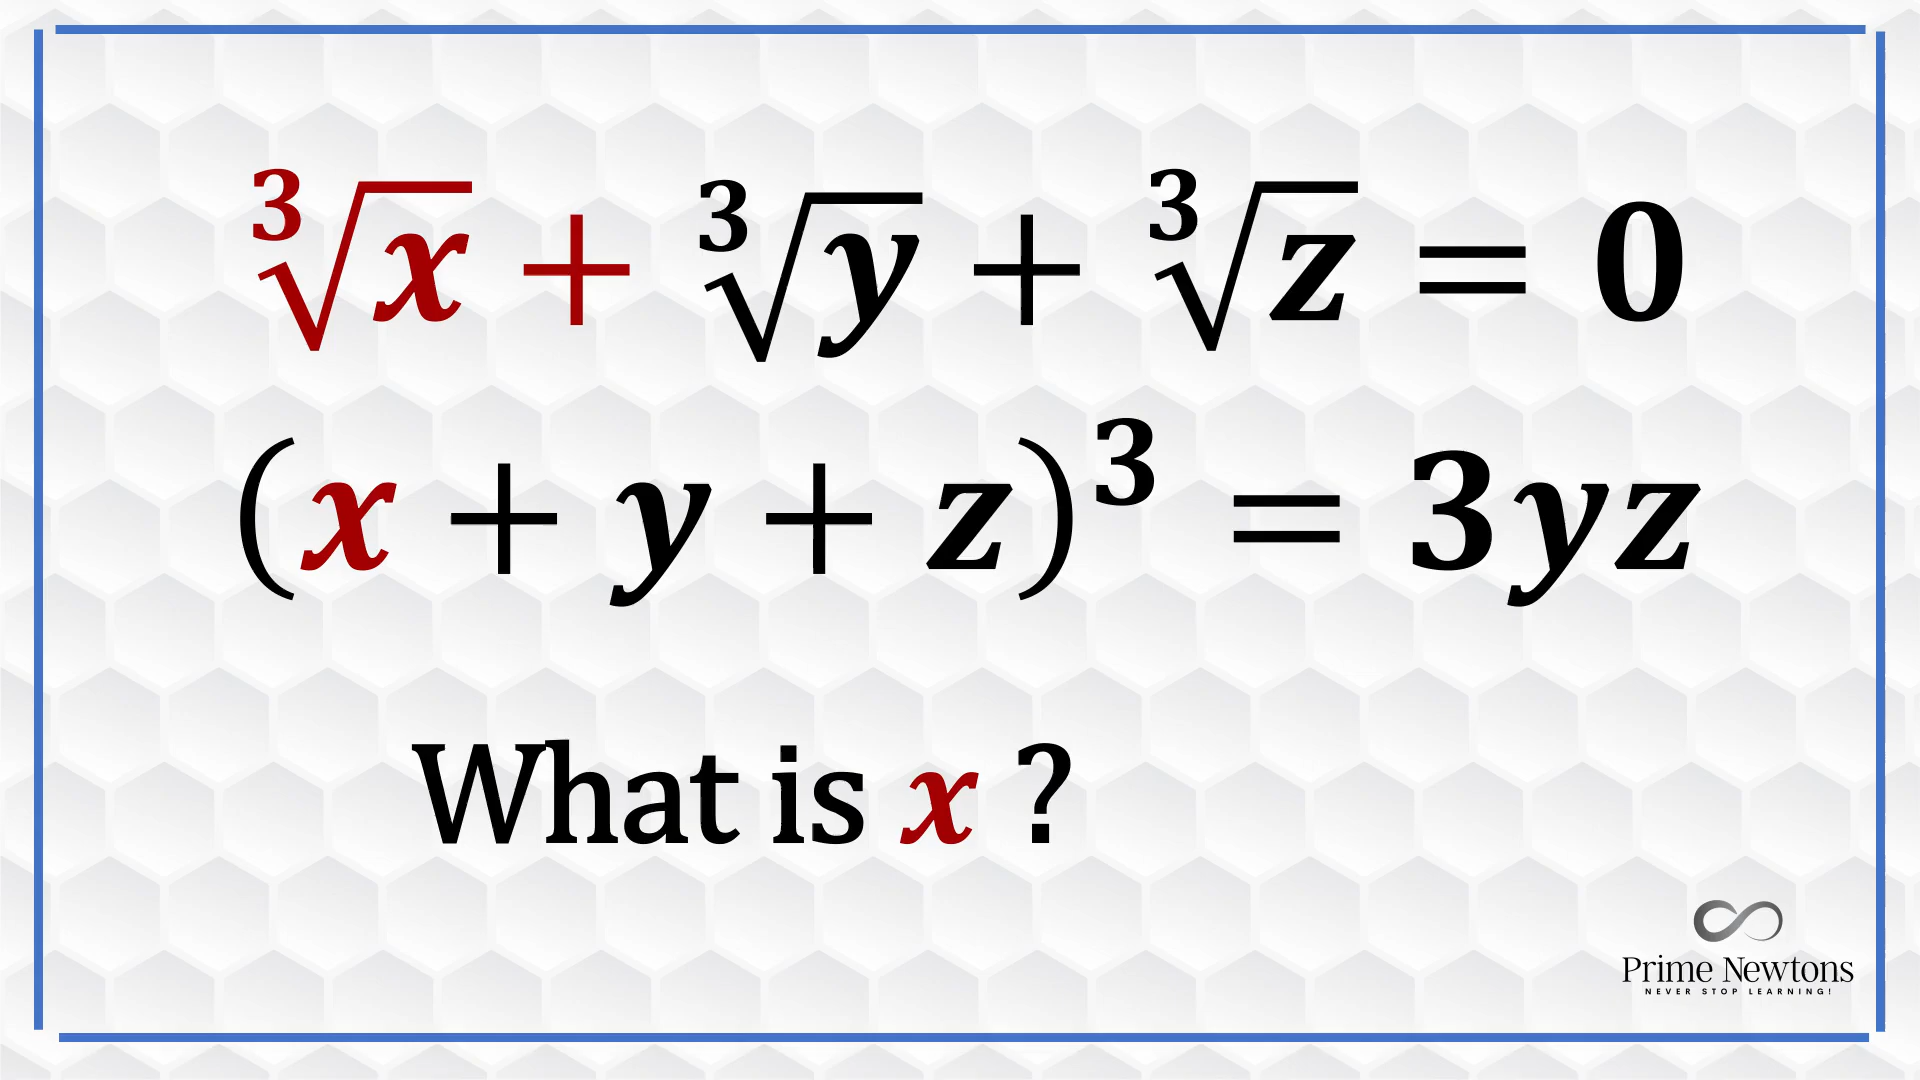 ∛x + ∛y + ∛z = 0
(x + y + z)³ = 3yz
What is x ?
Prime Newtons
NEVER STOP LEARNING!